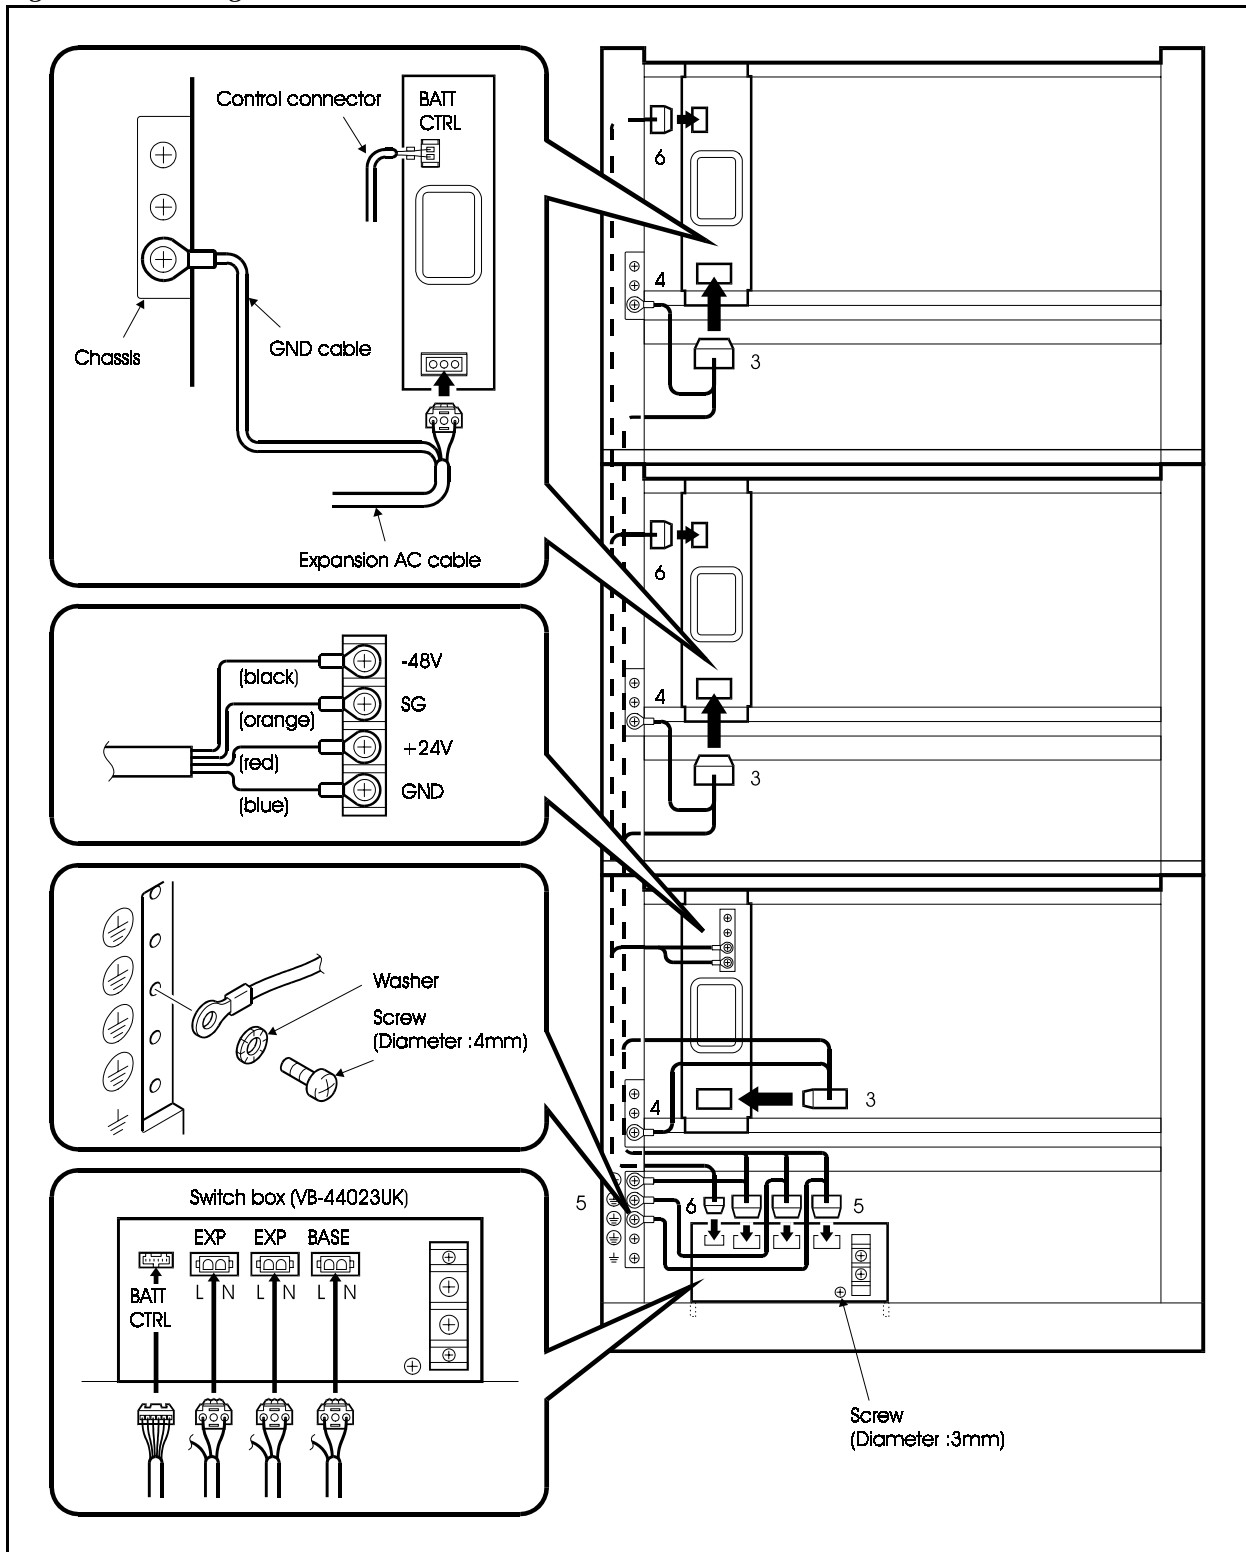 Control connector
BATT
CTRL
Chassis
GND cable
Expansion AC cable
6
4
3
6
4
3
(black)
-48V
(orange)
SG
(red)
+24V
(blue)
GND
Washer
Screw
(Diameter :4mm)
3
4
5
6
5
Switch box (VB-44023UK)
EXP
EXP
BASE
L N
L N
L N
BATT
CTRL
Screw
(Diameter :3mm)